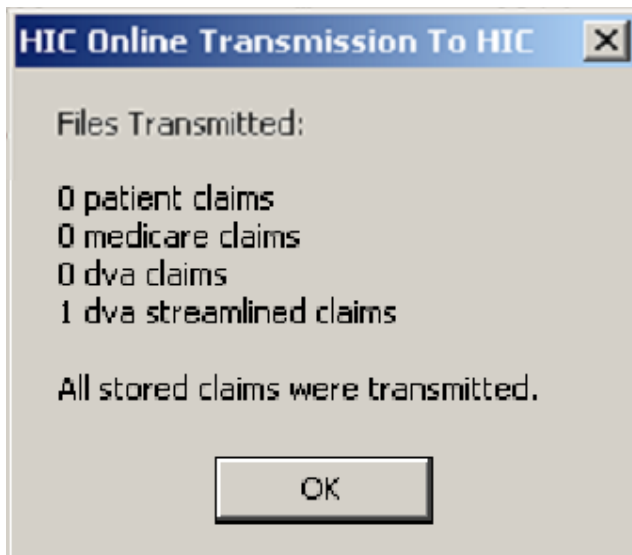 HIC Online Transmission To HIC
Files Transmitted:
0 patient claims
0 medicare claims
0 dva claims
1 dva streamlined claims
All stored claims were transmitted.
OK